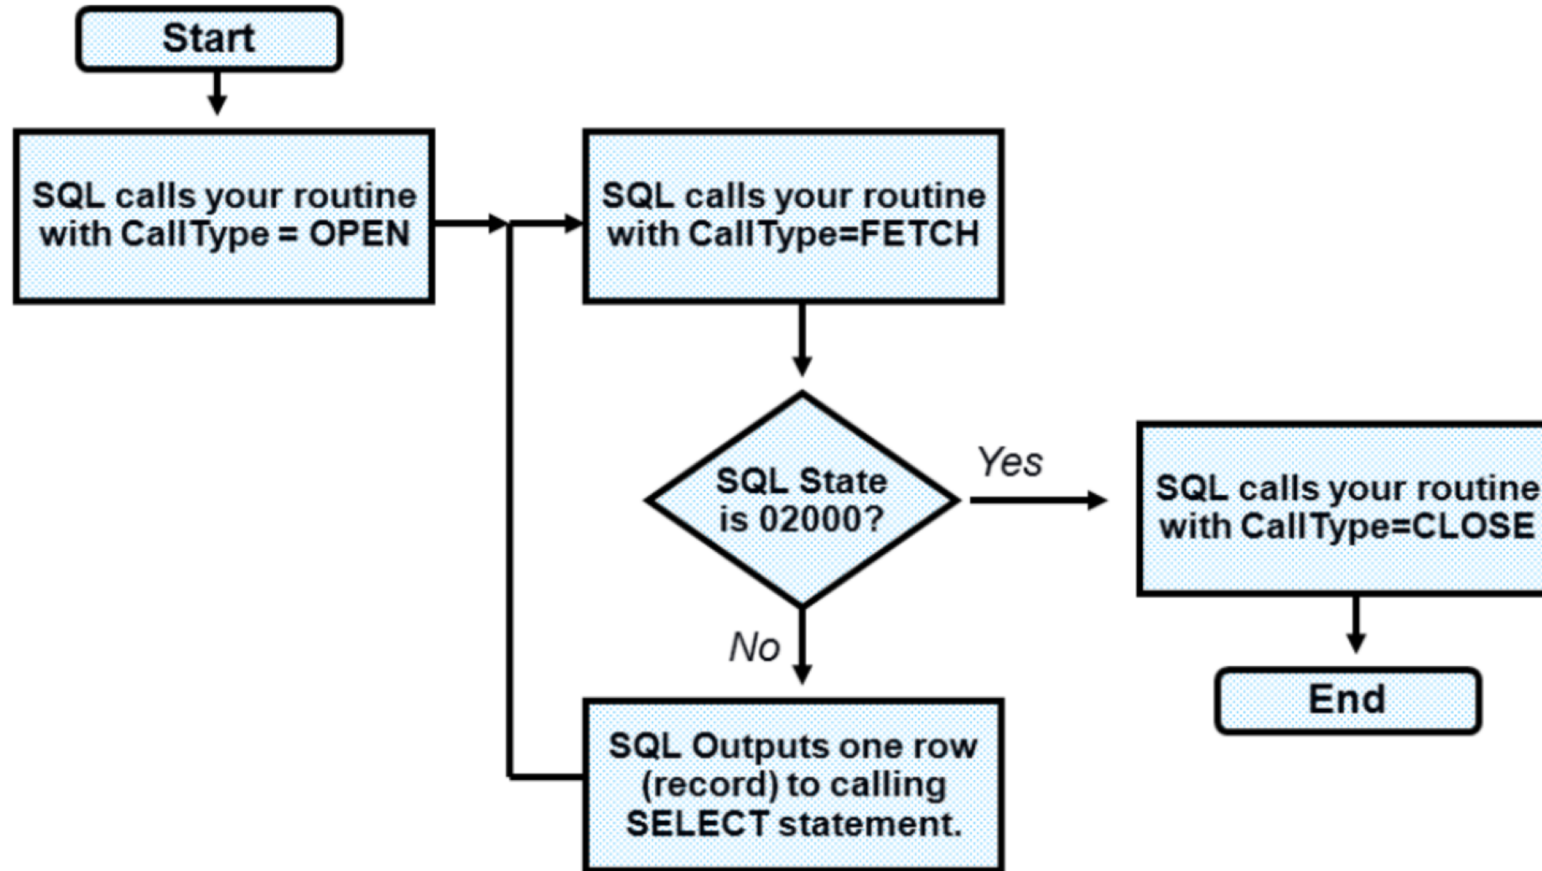 Start
SQL calls your routine
with CallType = OPEN
SQL calls your routine
with CallType=FETCH
SQL State
is 02000?
Yes
SQL calls your routine
with CallType=CLOSE
End
No
SQL Outputs one row
(record) to calling
SELECT statement.